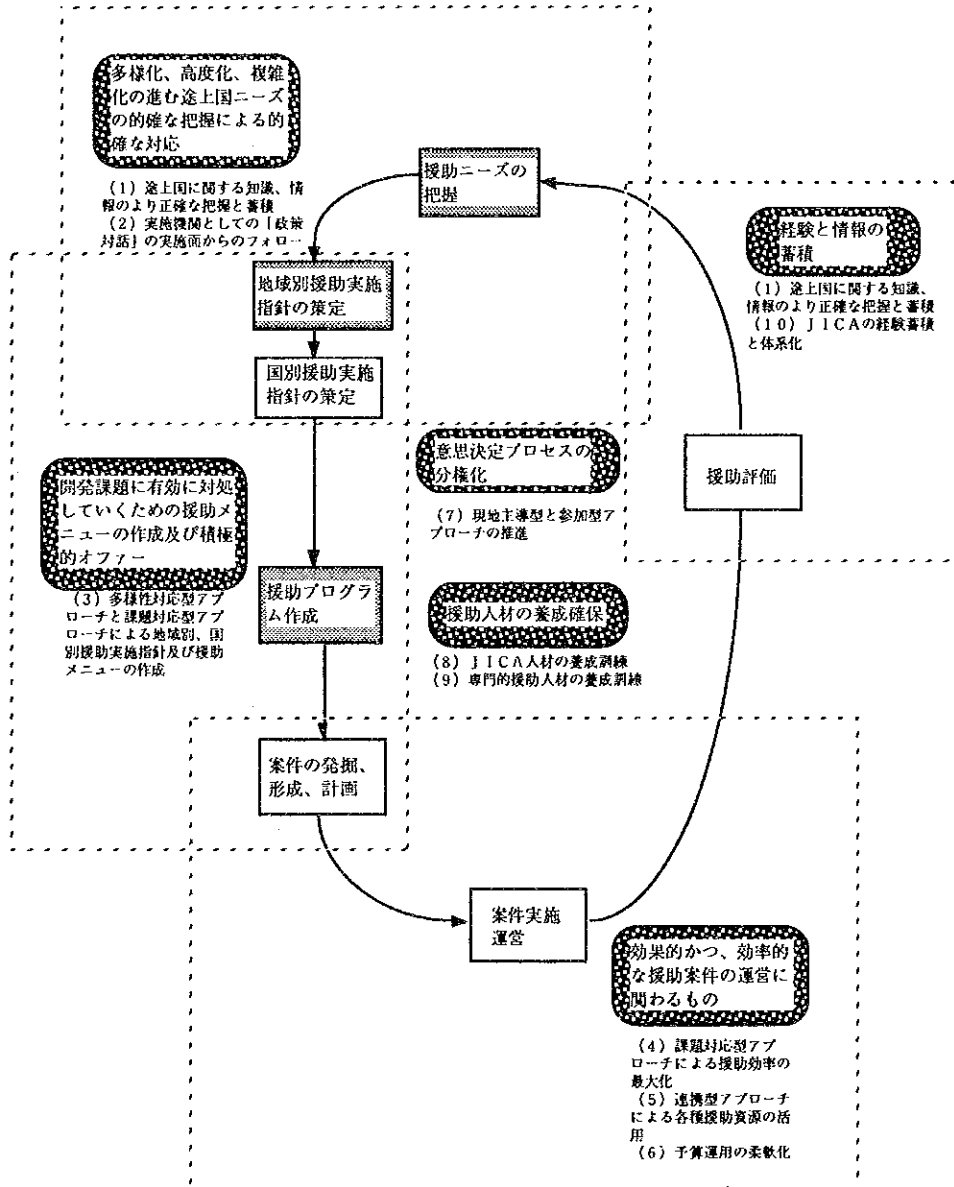 多様化、高度化、複雑
化の進む途上国ニーズ
の的確な把握による的
確な対応
(1) 途上国に関する知識、情
報のより正確な把握と蓄積
(2) 実施機関としての「政策
対話」の実施面からのフォロー
援助ニーズの
把握
経験と情報の
蓄積
(1) 途上国に関する知識、
情報のより正確な把握と蓄積
(10) JICAの経験蓄積
と体系化
地域別援助実施
指針の策定
国別援助実施
指針の策定
意思決定プロセスの
分権化
(7) 現地主導型と参加型ア
プローチの推進
援助評価
開発課題に有効に対処
していくための援助メ
ニューの作成及び積極
的オファー
(3) 多様性対応型アプ
ローチと課題対応型アプ
ローチによる地域別、国
別援助実施指針及び援助
メニューの作成
援助プログラ
ム作成
援助人材の養成確保
(8) JICA人材の養成訓練
(9) 専門的援助人材の養成訓練
案件の発掘、
形成、計画
案件実施
運営
効果的かつ、効率的
な援助案件の運営に
関わるもの
(4) 課題対応型アプ
ローチによる援助効率の
最大化
(5) 連携型アプローチ
による各種援助資源の活
用
(6) 予算運用の柔軟化